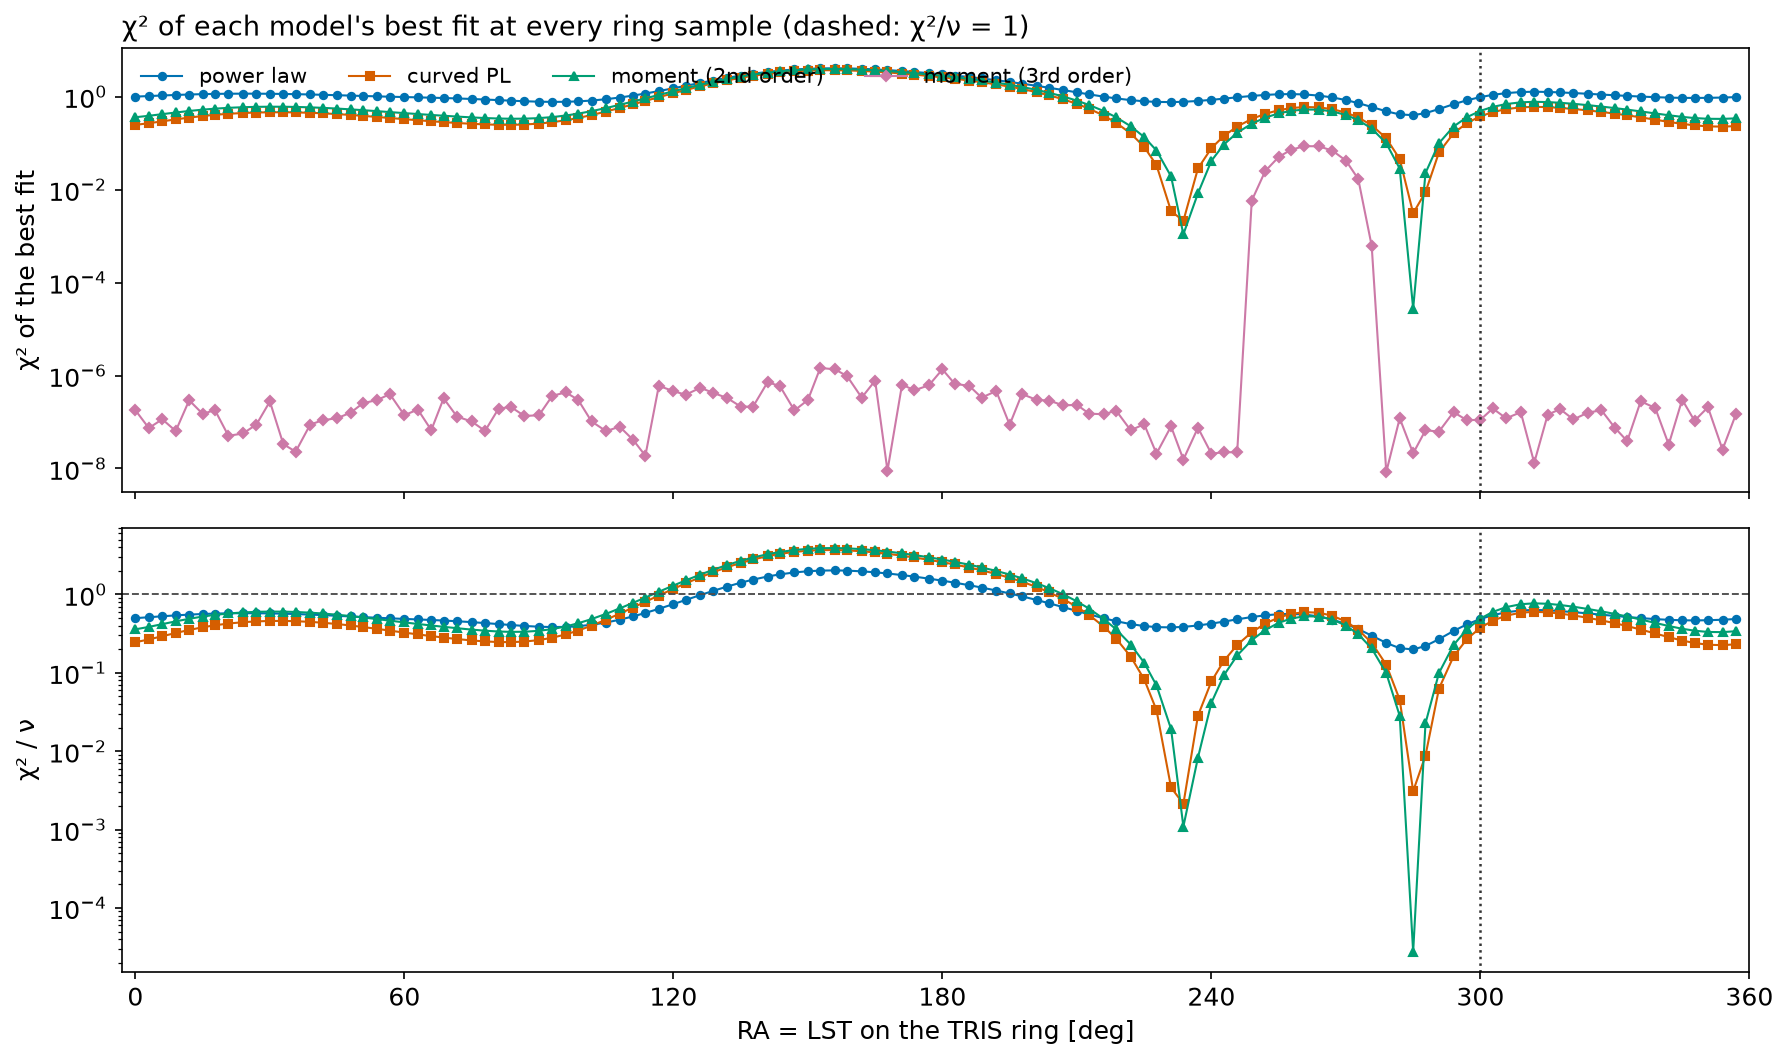 χ² of each model's best fit at every ring sample (dashed: χ²/ν = 1)
power law curved PL moment (2nd order) moment (3rd order)
χ² of the best fit
10⁰
10⁻²
10⁻⁴
10⁻⁶
10⁻⁸
χ² / ν
10⁰
10⁻¹
10⁻²
10⁻³
10⁻⁴
0 60 120 180 240 300 360
RA = LST on the TRIS ring [deg]